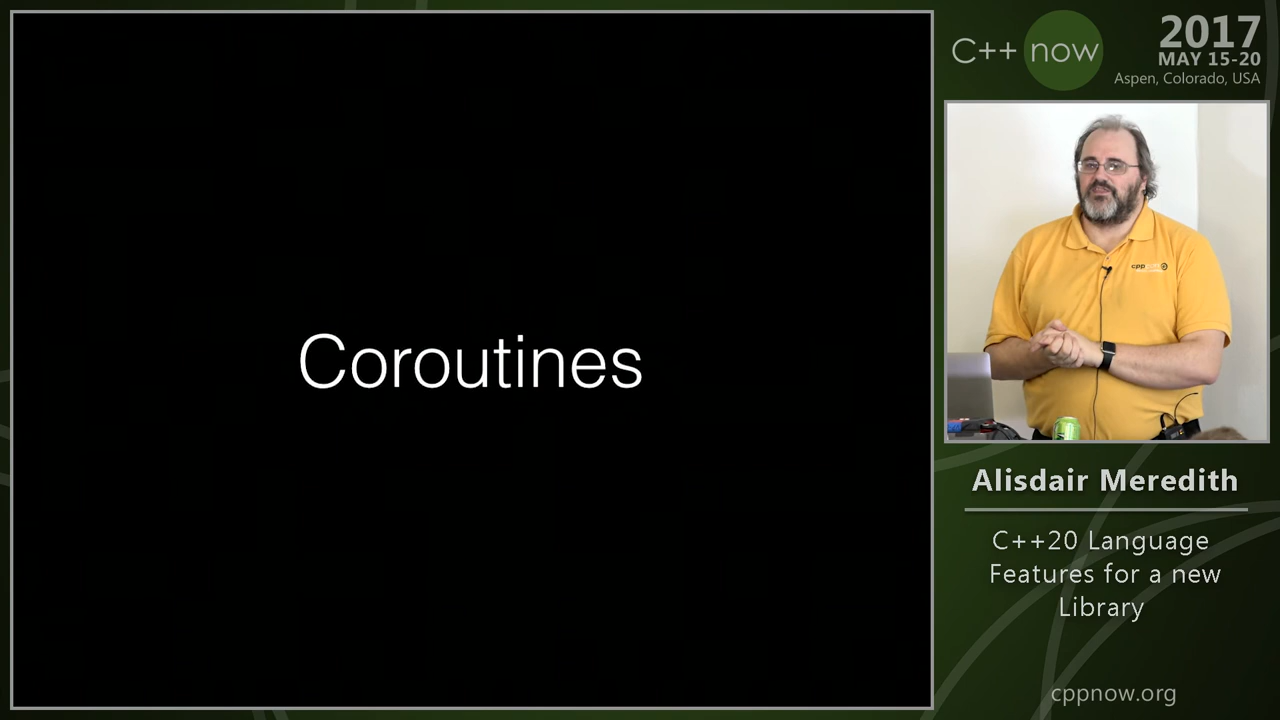 Coroutines
C++ now
2017
MAY 15-20
Aspen, Colorado, USA
cpp
Alisdair Meredith
C++20 Language
Features for a new
Library
cppnow.org